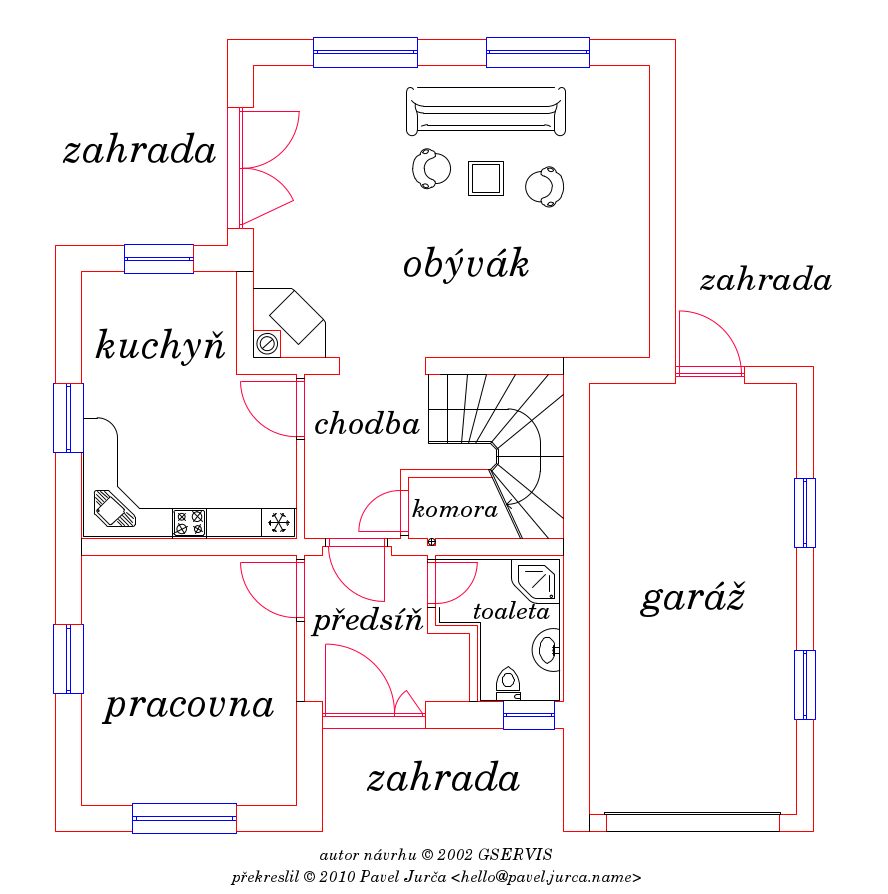 zahrada
obývák
zahrada
kuchyň
chodba
komora
garáž
toaleta
předsíň
pracovna
zahrada
autor návrhu © 2002 GSERVIS
překreslil © 2010 Pavel Jurča <hello@pavel.jurca.name>